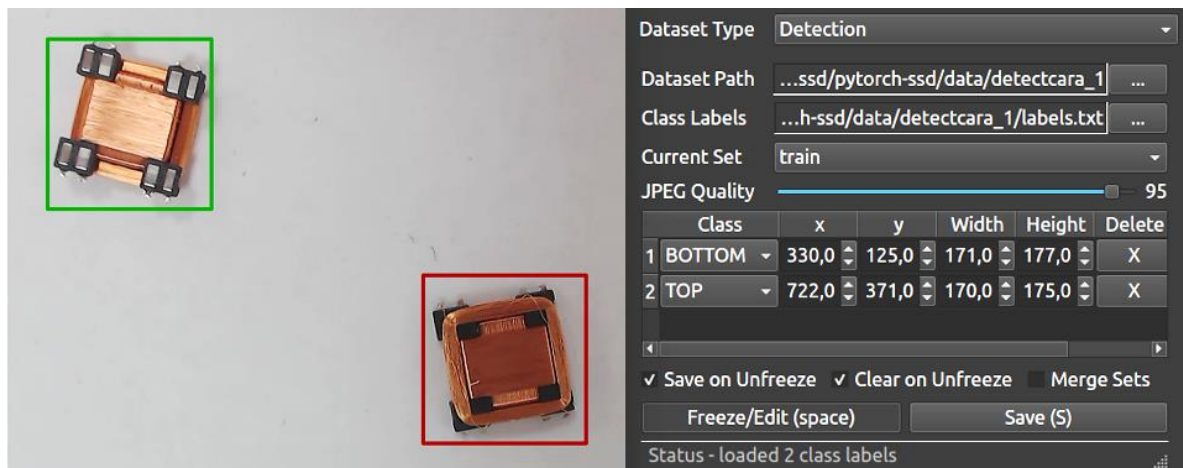 Dataset Type Detection
Dataset Path ...ssd/pytorch-ssd/data/detectcara_1 ...
Class Labels ...h-ssd/data/detectcara_1/labels.txt ...
Current Set train
JPEG Quality 95
Class x y Width Height Delete
1 BOTTOM 330,0 125,0 171,0 177,0 X
2 TOP 722,0 371,0 170,0 175,0 X
Save on Unfreeze Clear on Unfreeze Merge Sets
Freeze/Edit (space) Save (S)
Status - loaded 2 class labels